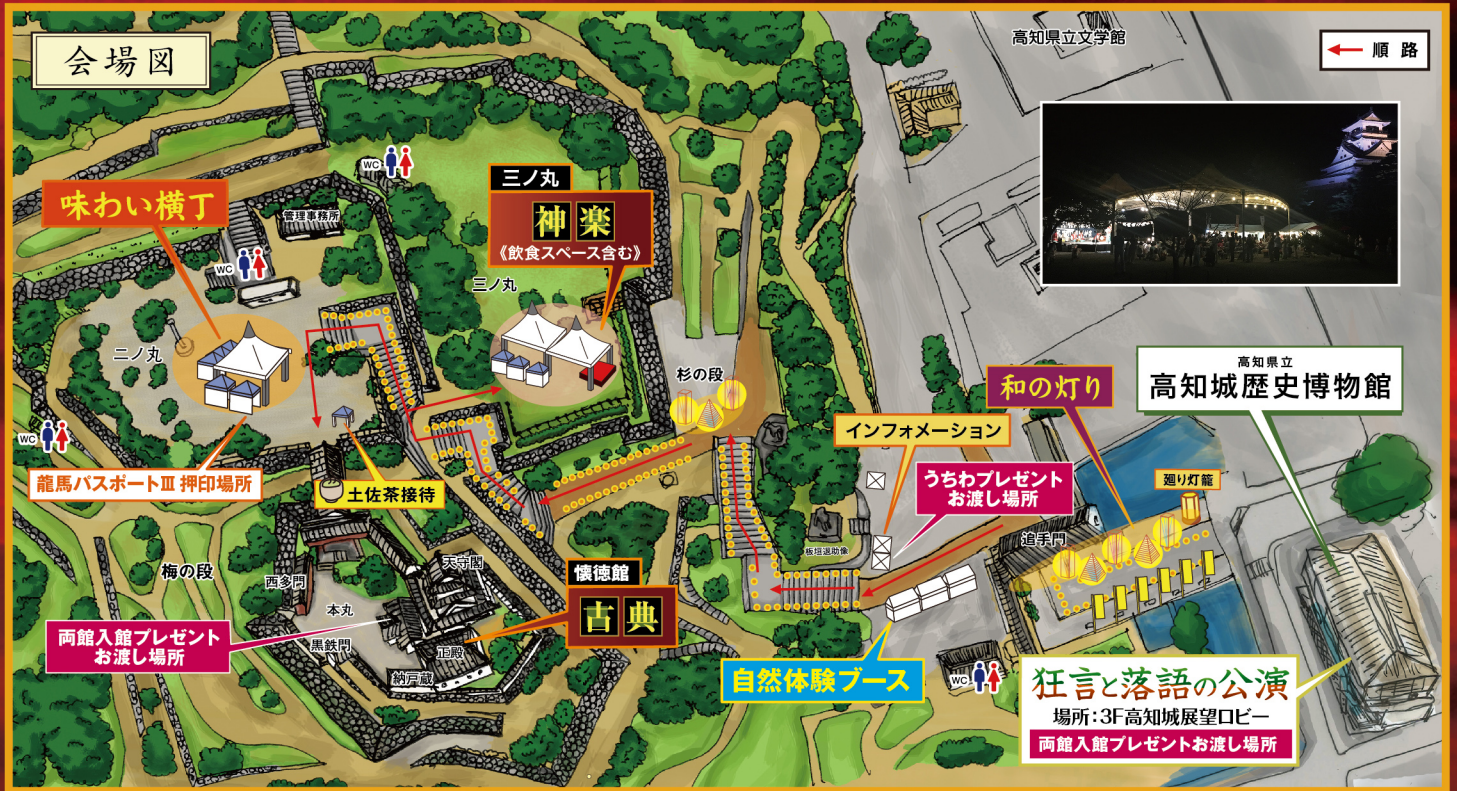 会場図
高知県立文学館
順路
味わい横丁
管理事務所
WC
WC
三ノ丸
神楽
《飲食スペース含む》
三ノ丸
二ノ丸
杉の段
和の灯り
高知県立
高知城歴史博物館
インフォメーション
うちわプレゼント
お渡し場所
廻り灯籠
追手門
板垣退助像
WC
龍馬パスポートⅢ 押印場所
土佐茶接待
梅の段
西多門
天守閣
本丸
黒鉄門
正殿
納戸蔵
懐徳館
古典
両館入館プレゼント
お渡し場所
自然体験ブース
WC
狂言と落語の公演
場所:3F高知城展望ロビー
両館入館プレゼントお渡し場所